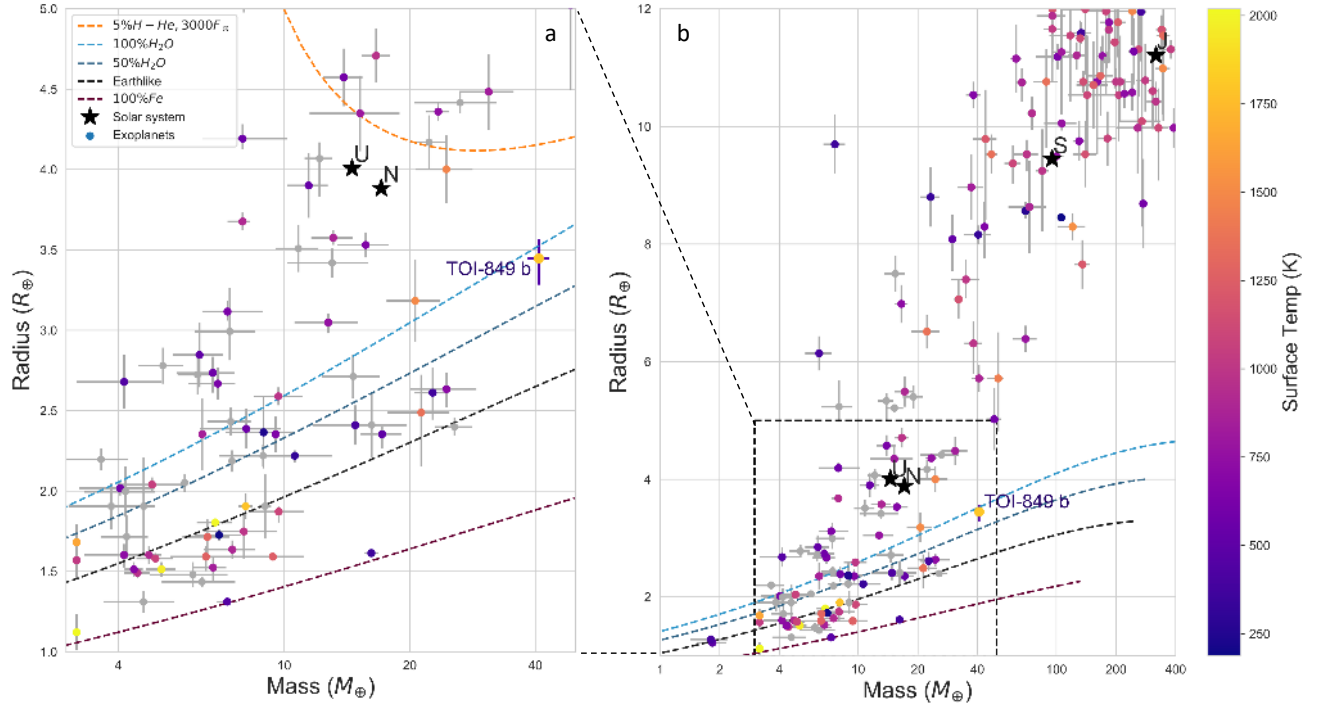 5%H − He, 3000F⊕
100%H₂O
50%H₂O
Earthlike
100%Fe
Solar system
Exoplanets
a
U
N
TOI-849 b
5.0
4.5
4.0
3.5
3.0
2.5
2.0
1.5
1.0
Radius (R⊕)
4
10
20
40
Mass (M⊕)
b
J
S
U
N
TOI-849 b
12
10
8
6
4
2
Radius (R⊕)
1
2
4
10
20
40
100
200
400
Mass (M⊕)
2000
1750
1500
1250
1000
750
500
250
Surface Temp (K)